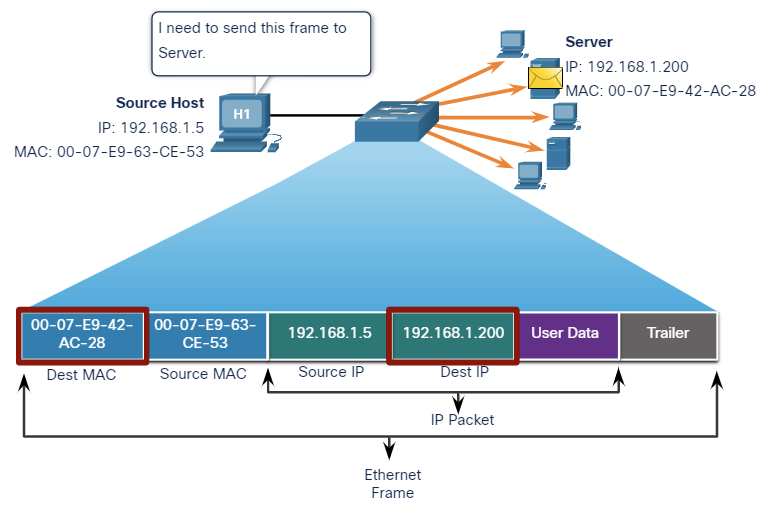 I need to send this frame to
Server.
Source Host
IP: 192.168.1.5
MAC: 00-07-E9-63-CE-53
H1
Server
IP: 192.168.1.200
MAC: 00-07-E9-42-AC-28
00-07-E9-42-
AC-28
00-07-E9-63-
CE-53
192.168.1.5
192.168.1.200
User Data
Trailer
Dest MAC
Source MAC
Source IP
Dest IP
IP Packet
Ethernet
Frame